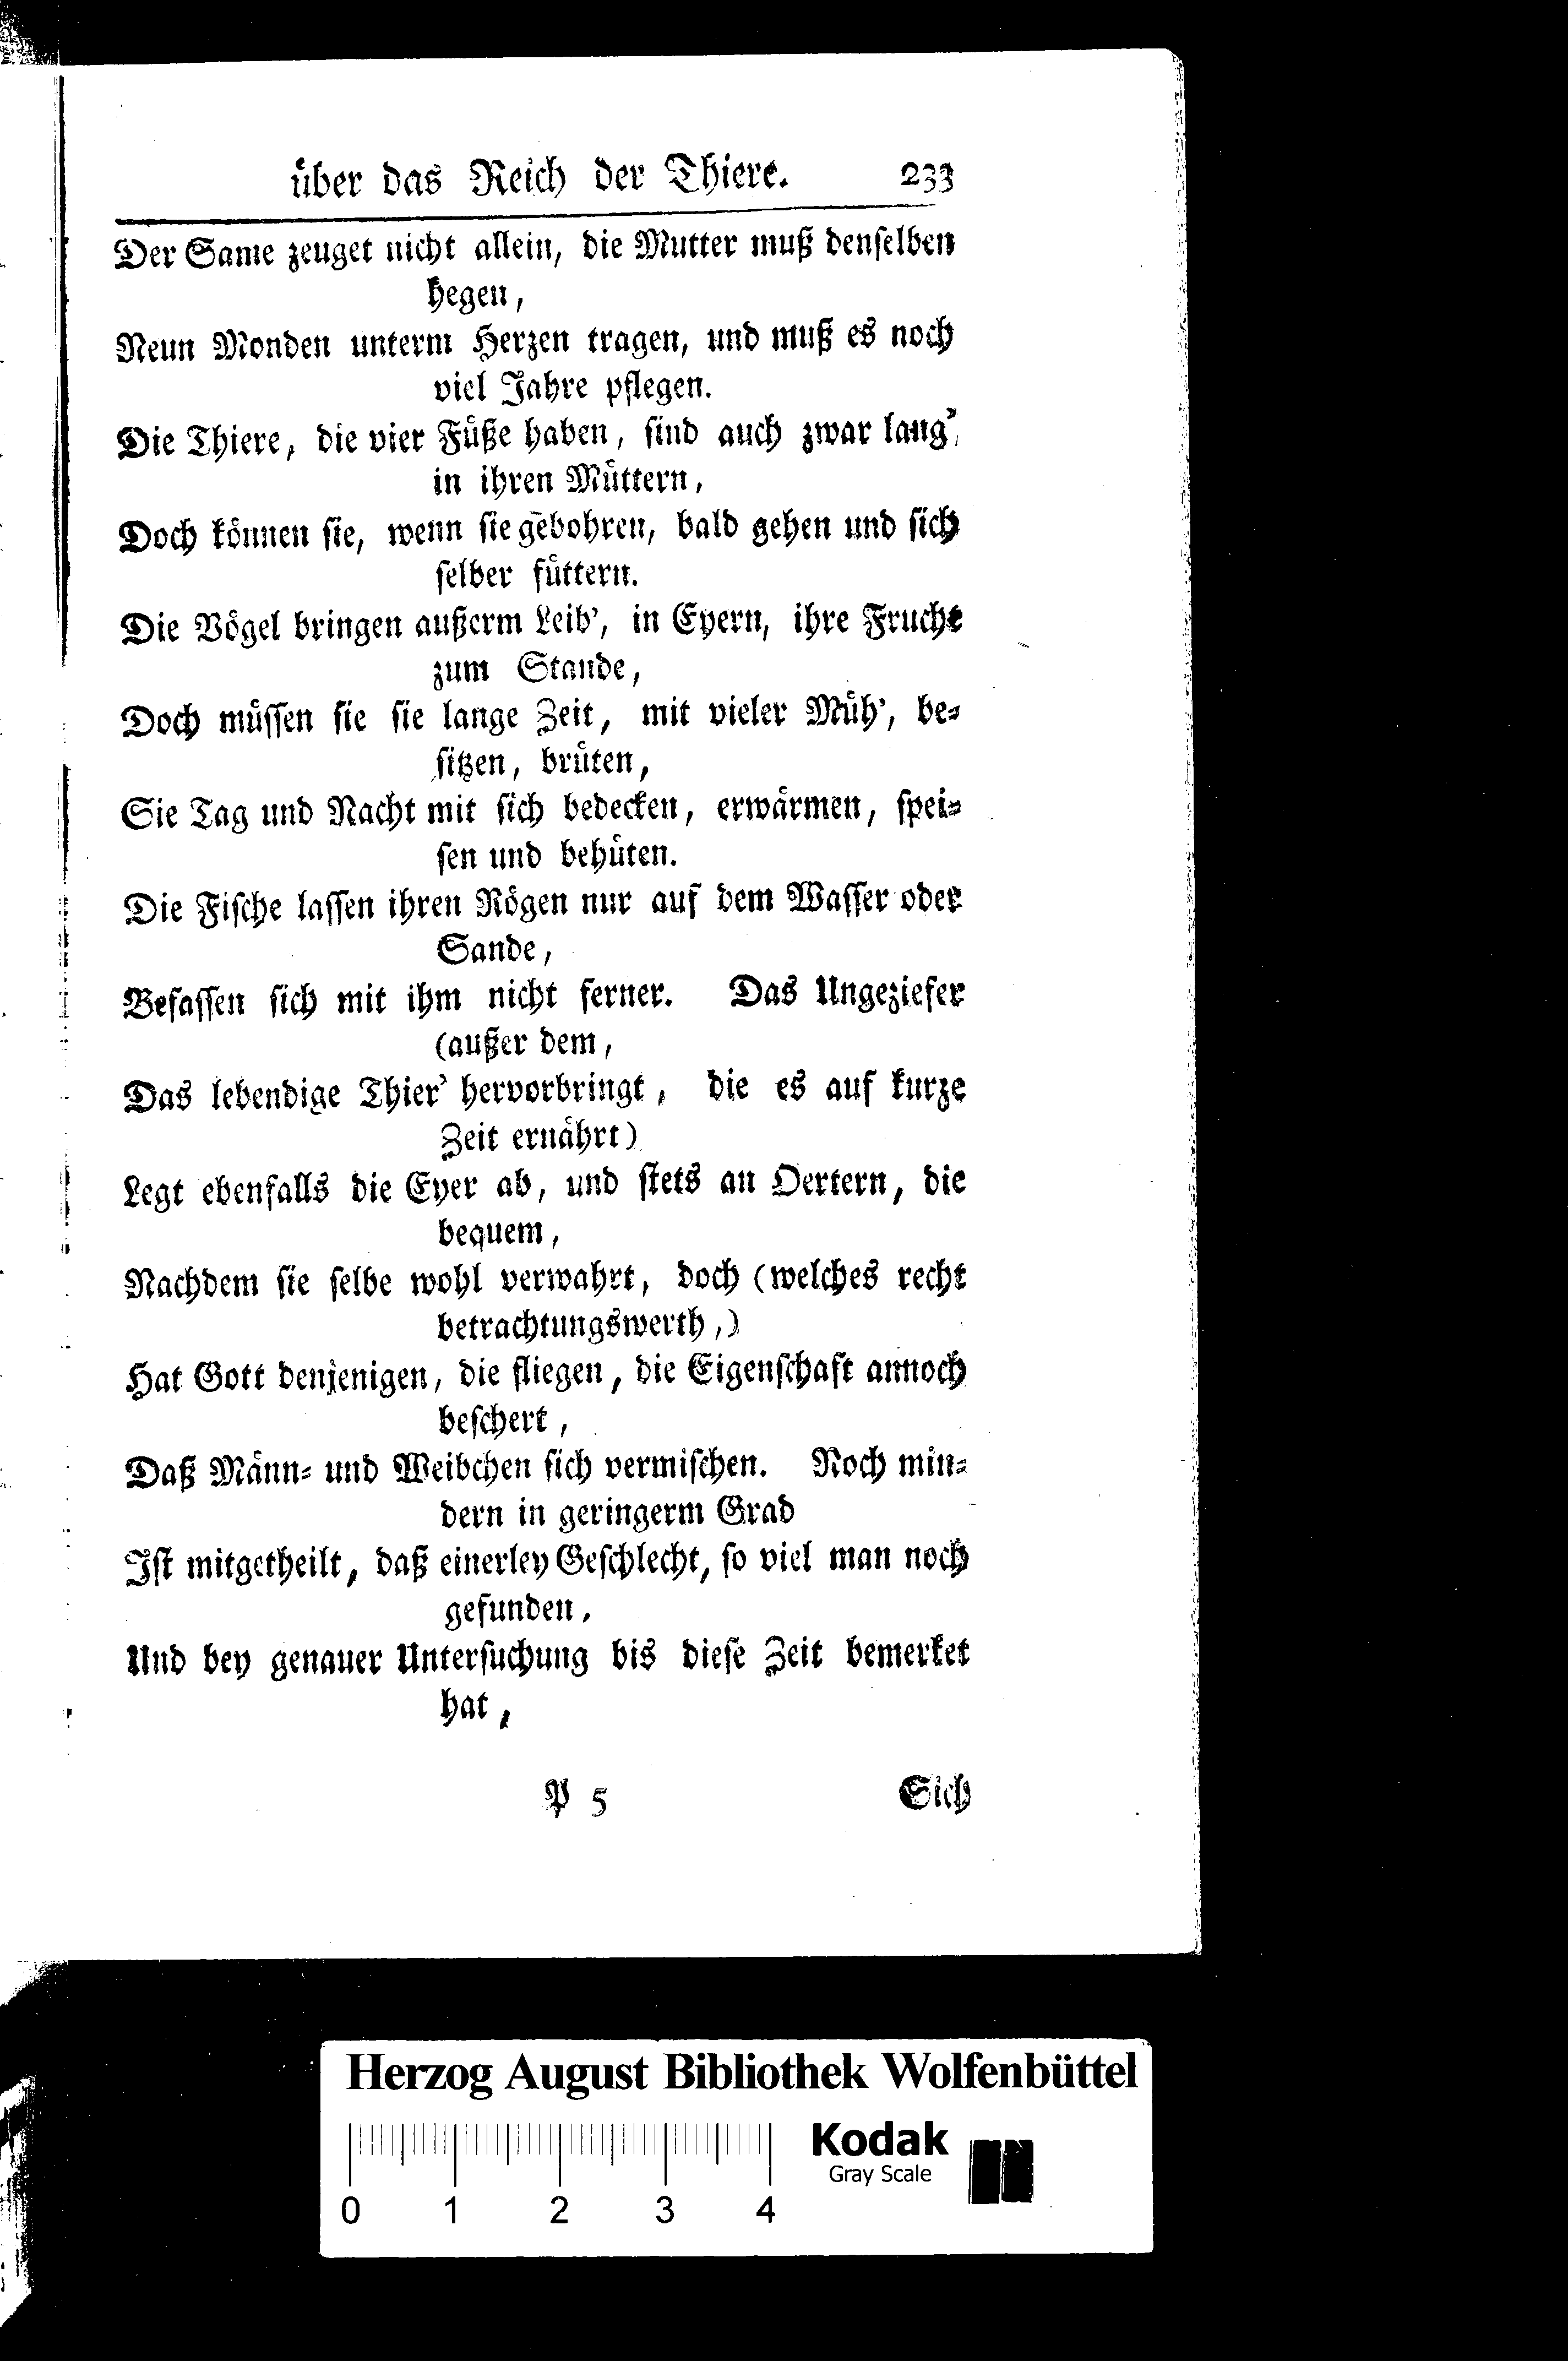 über das Reich der Thiere. 233
Der Same zeuget nicht allein, die Mutter muß denselben
hegen,
Neun Monden unterm Herzen tragen, und muß es noch
viel Jahre pflegen.
Die Thiere, die vier Füße haben, sind auch zwar lang',
in ihren Müttern,
Doch können sie, wenn sie gebohren, bald gehen und sich
selber füttern.
Die Vögel bringen außerm Leib', in Eyern, ihre Frucht
zum Stande,
Doch müssen sie sie lange Zeit, mit vieler Müh', be-
sitzen, brüten,
Sie Tag und Nacht mit sich bedecken, erwärmen, spei-
sen und behüten.
Die Fische lassen ihren Rögen nur auf dem Wasser oder
Sande,
Befassen sich mit ihm nicht ferner. Das Ungeziefer
(außer dem,
Das lebendige Thier' hervorbringt, die es auf kurze
Zeit ernährt)
Legt ebenfalls die Eyer ab, und stets an Oertern, die
bequem,
Nachdem sie selbe wohl verwahrt, doch (welches recht
betrachtungswerth,)
Hat Gott denjenigen, die fliegen, die Eigenschaft annoch
beschert,
Daß Männ- und Weibchen sich vermischen. Noch min-
dern in geringerm Grad
Ist mitgetheilt, daß einerley Geschlecht, so viel man noch
gefunden,
Und bey genauer Untersuchung bis diese Zeit bemerket
hat,
P 5 Sich
Herzog August Bibliothek Wolfenbüttel
Kodak
Gray Scale
0 1 2 3 4